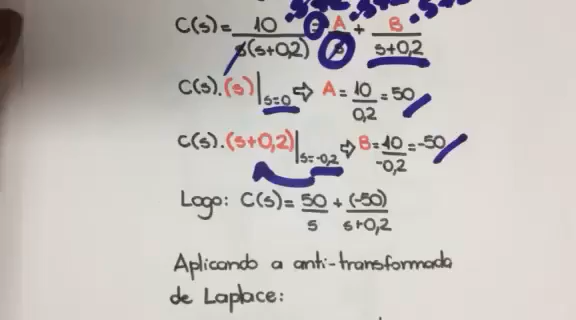 C(s) = 10/s(s+0,2) = A/s + B/s+0,2
C(s).(s)|s=0 ⇒ A = 10/0,2 = 50
C(s).(s+0,2)|s=-0,2 ⇒ B = 10/-0,2 = -50
Logo: C(s) = 50/s + (-50)/s+0,2
Aplicando a anti-transformada
de Laplace: